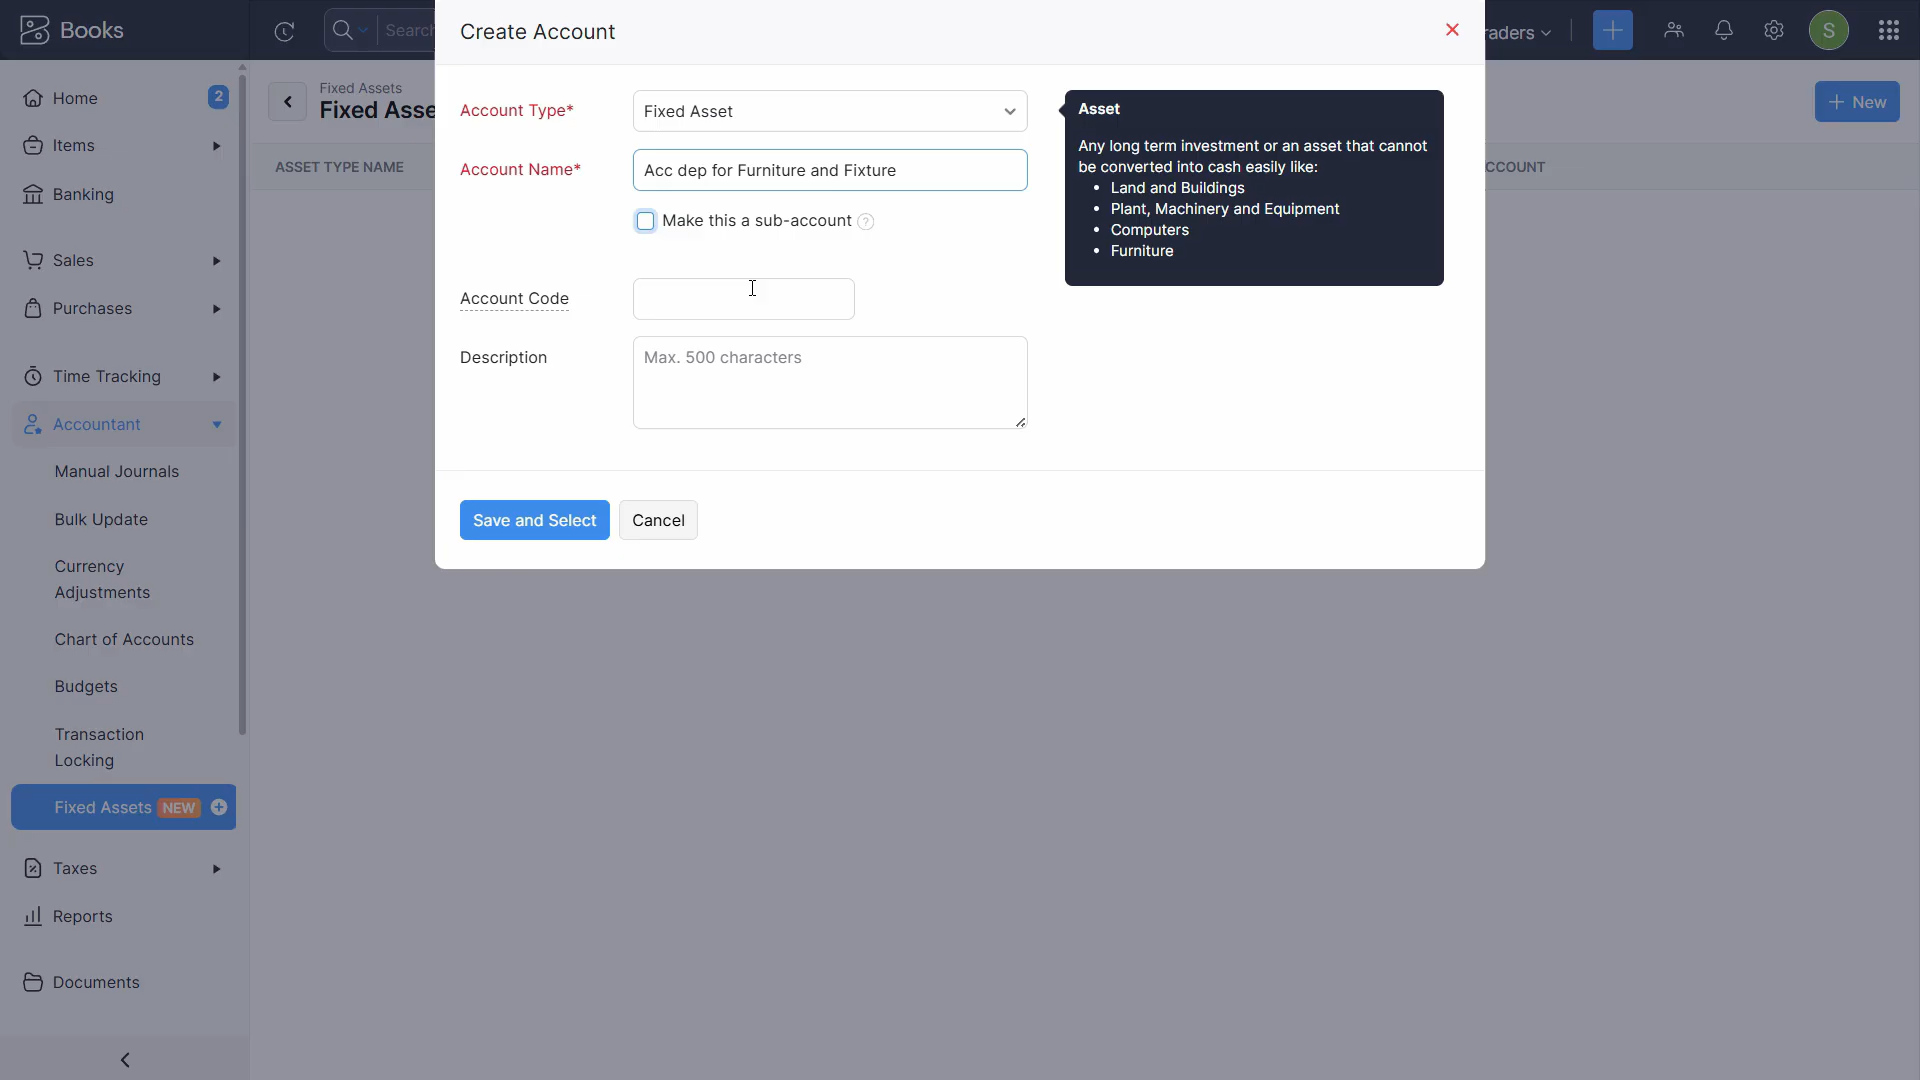 Books
Search
Create Account
raders
S
Home
2
Items
Banking
Sales
Purchases
Time Tracking
Accountant
Manual Journals
Bulk Update
Currency
Adjustments
Chart of Accounts
Budgets
Transaction
Locking
Fixed Assets NEW
Taxes
Reports
Documents
Fixed Assets
Fixed Asse
New
ASSET TYPE NAME
CCOUNT
Account Type*
Fixed Asset
Account Name*
Acc dep for Furniture and Fixture
Make this a sub-account ?
Account Code
Description
Max. 500 characters
Asset
Any long term investment or an asset that cannot
be converted into cash easily like:
• Land and Buildings
• Plant, Machinery and Equipment
• Computers
• Furniture
Save and Select
Cancel